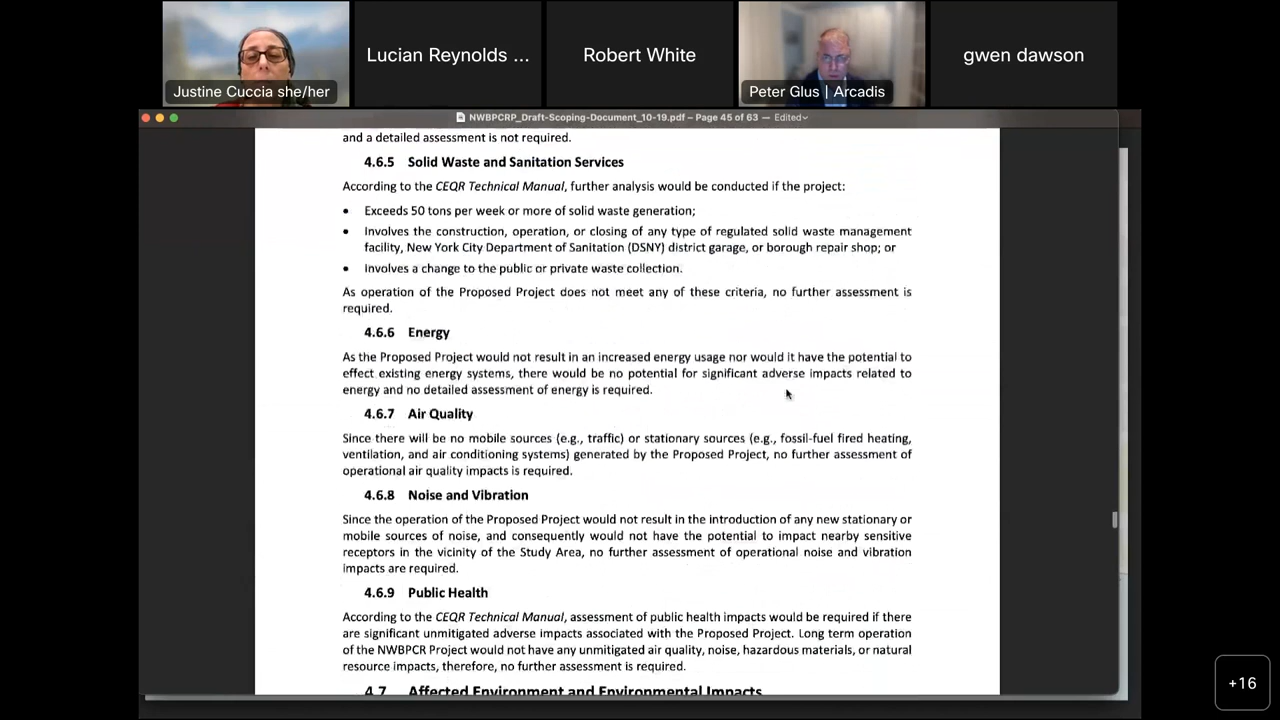 Justine Cuccia she/her
Lucian Reynolds ...
Robert White
Peter Glus | Arcadis
gwen dawson
NWBPCRP_Draft-Scoping-Document_10-19.pdf – Page 45 of 63 — Edited
and a detailed assessment is not required.
4.6.5 Solid Waste and Sanitation Services
According to the CEQR Technical Manual, further analysis would be conducted if the project:
• Exceeds 50 tons per week or more of solid waste generation;
• Involves the construction, operation, or closing of any type of regulated solid waste management
facility, New York City Department of Sanitation (DSNY) district garage, or borough repair shop; or
• Involves a change to the public or private waste collection.
As operation of the Proposed Project does not meet any of these criteria, no further assessment is
required.
4.6.6 Energy
As the Proposed Project would not result in an increased energy usage nor would it have the potential to
effect existing energy systems, there would be no potential for significant adverse impacts related to
energy and no detailed assessment of energy is required.
4.6.7 Air Quality
Since there will be no mobile sources (e.g., traffic) or stationary sources (e.g., fossil-fuel fired heating,
ventilation, and air conditioning systems) generated by the Proposed Project, no further assessment of
operational air quality impacts is required.
4.6.8 Noise and Vibration
Since the operation of the Proposed Project would not result in the introduction of any new stationary or
mobile sources of noise, and consequently would not have the potential to impact nearby sensitive
receptors in the vicinity of the Study Area, no further assessment of operational noise and vibration
impacts are required.
4.6.9 Public Health
According to the CEQR Technical Manual, assessment of public health impacts would be required if there
are significant unmitigated adverse impacts associated with the Proposed Project. Long term operation
of the NWBPCR Project would not have any unmitigated air quality, noise, hazardous materials, or natural
resource impacts, therefore, no further assessment is required.
4.7 Affected Environment and Environmental Impacts
+16